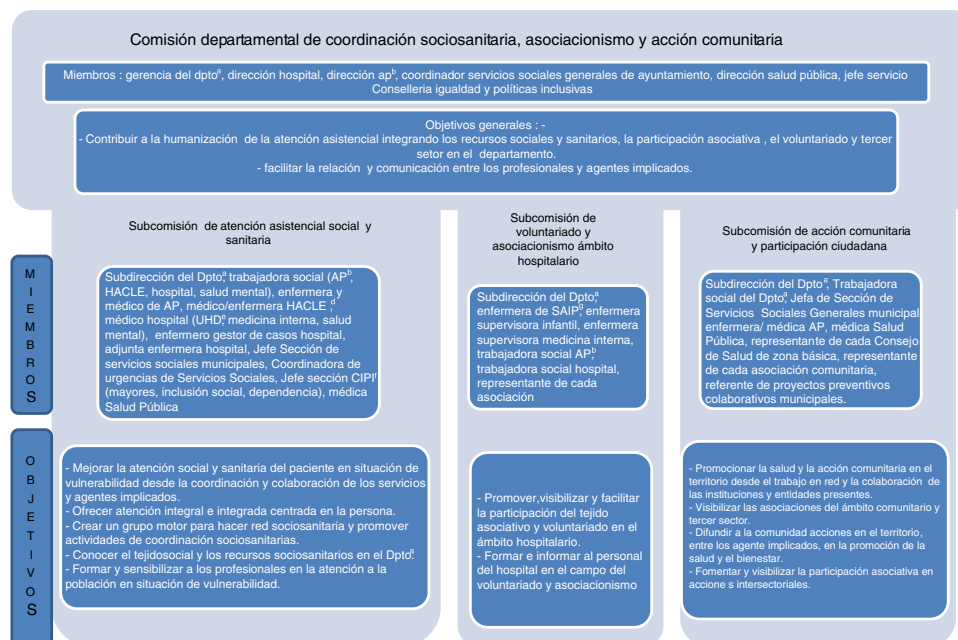 Comisión departamental de coordinación sociosanitaria, asociacionismo y acción comunitaria
Miembros : gerencia del dptoª, dirección hospital, dirección apᵇ, coordinador servicios sociales generales de ayuntamiento, dirección salud pública, jefe servicio
Conselleria igualdad y políticas inclusivas
Objetivos generales : -
- Contribuir a la humanización de la atención asistencial integrando los recursos sociales y sanitarios, la participación asociativa , el voluntariado y tercer
setor en el departamento.
- facilitar la relación y comunicación entre los profesionales y agentes implicados.
Subcomisión de atención asistencial social y
sanitaria
Subcomisión de
voluntariado y
asociacionismo ámbito
hospitalario
Subcomisión de acción comunitaria
y participación ciudadana
MIEMBROS
Subdirección del Dptoª, trabajadora social (APᵇ,
HACLE, hospital, salud mental), enfermera y
médico de AP, médico/enfermera HACLE ᵈ,
médico hospital (UHDᵉ, medicina interna, salud
mental), enfermero gestor de casos hospital,
adjunta enfermera hospital, Jefe Sección de
servicios sociales municipales, Coordinadora de
urgencias de Servicios Sociales, Jefe sección CIPIᶠ
(mayores, inclusión social, dependencia), médica
Salud Pública
Subdirección del Dptoª,
enfermera de SAIPᵍ, enfermera
supervisora infantil, enfermera
supervisora medicina interna,
trabajadora social APᵇ,
trabajadora social hospital,
representante de cada
asociación
Subdirección del Dptoª, Trabajadora
social del Dptoª, Jefa de Sección de
Servicios Sociales Generales municipal
enfermera/ médica AP, médica Salud
Pública, representante de cada Consejo
de Salud de zona básica, representante
de cada asociación comunitaria,
referente de proyectos preventivos
colaborativos municipales.
OBJETIVOS
- Mejorar la atención social y sanitaria del paciente en situación de
vulnerabilidad desde la coordinación y colaboración de los servicios
y agentes implicados.
- Ofrecer atención integral e integrada centrada en la persona.
- Crear un grupo motor para hacer red sociosanitaria y promover
actividades de coordinación sociosanitarias.
- Conocer el tejidosocial y los recursos sociosanitarios en el Dptoª.
- Formar y sensibilizar a los profesionales en la atención a la
población en situación de vulnerabilidad.
- Promover,visibilizar y facilitar
la participación del tejido
asociativo y voluntariado en el
ámbito hospitalario.
- Formar e informar al personal
del hospital en el campo del
voluntariado y asociacionismo
- Promocionar la salud y la acción comunitaria en el
territorio desde el trabajo en red y la colaboración de
las instituciones y entidades presentes.
- Visibilizar las asociaciones del ámbito comunitario y
tercer sector.
- Difundir a la comunidad acciones en el territorio,
entre los agente implicados, en la promoción de la
salud y el bienestar.
- Fomentar y visibilizar la participación asociativa en
accione s intersectoriales.